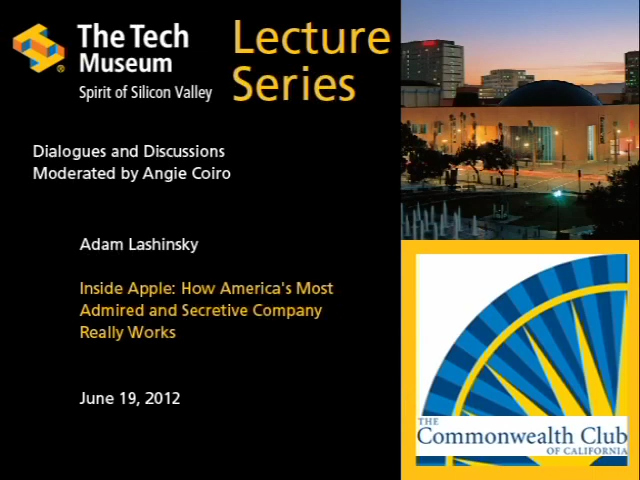 The Tech
Museum
®
Spirit of Silicon Valley
Lecture
Series
Dialogues and Discussions
Moderated by Angie Coiro
Adam Lashinsky
Inside Apple: How America's Most
Admired and Secretive Company
Really Works
June 19, 2012
THE
Commonwealth Club
OF CALIFORNIA